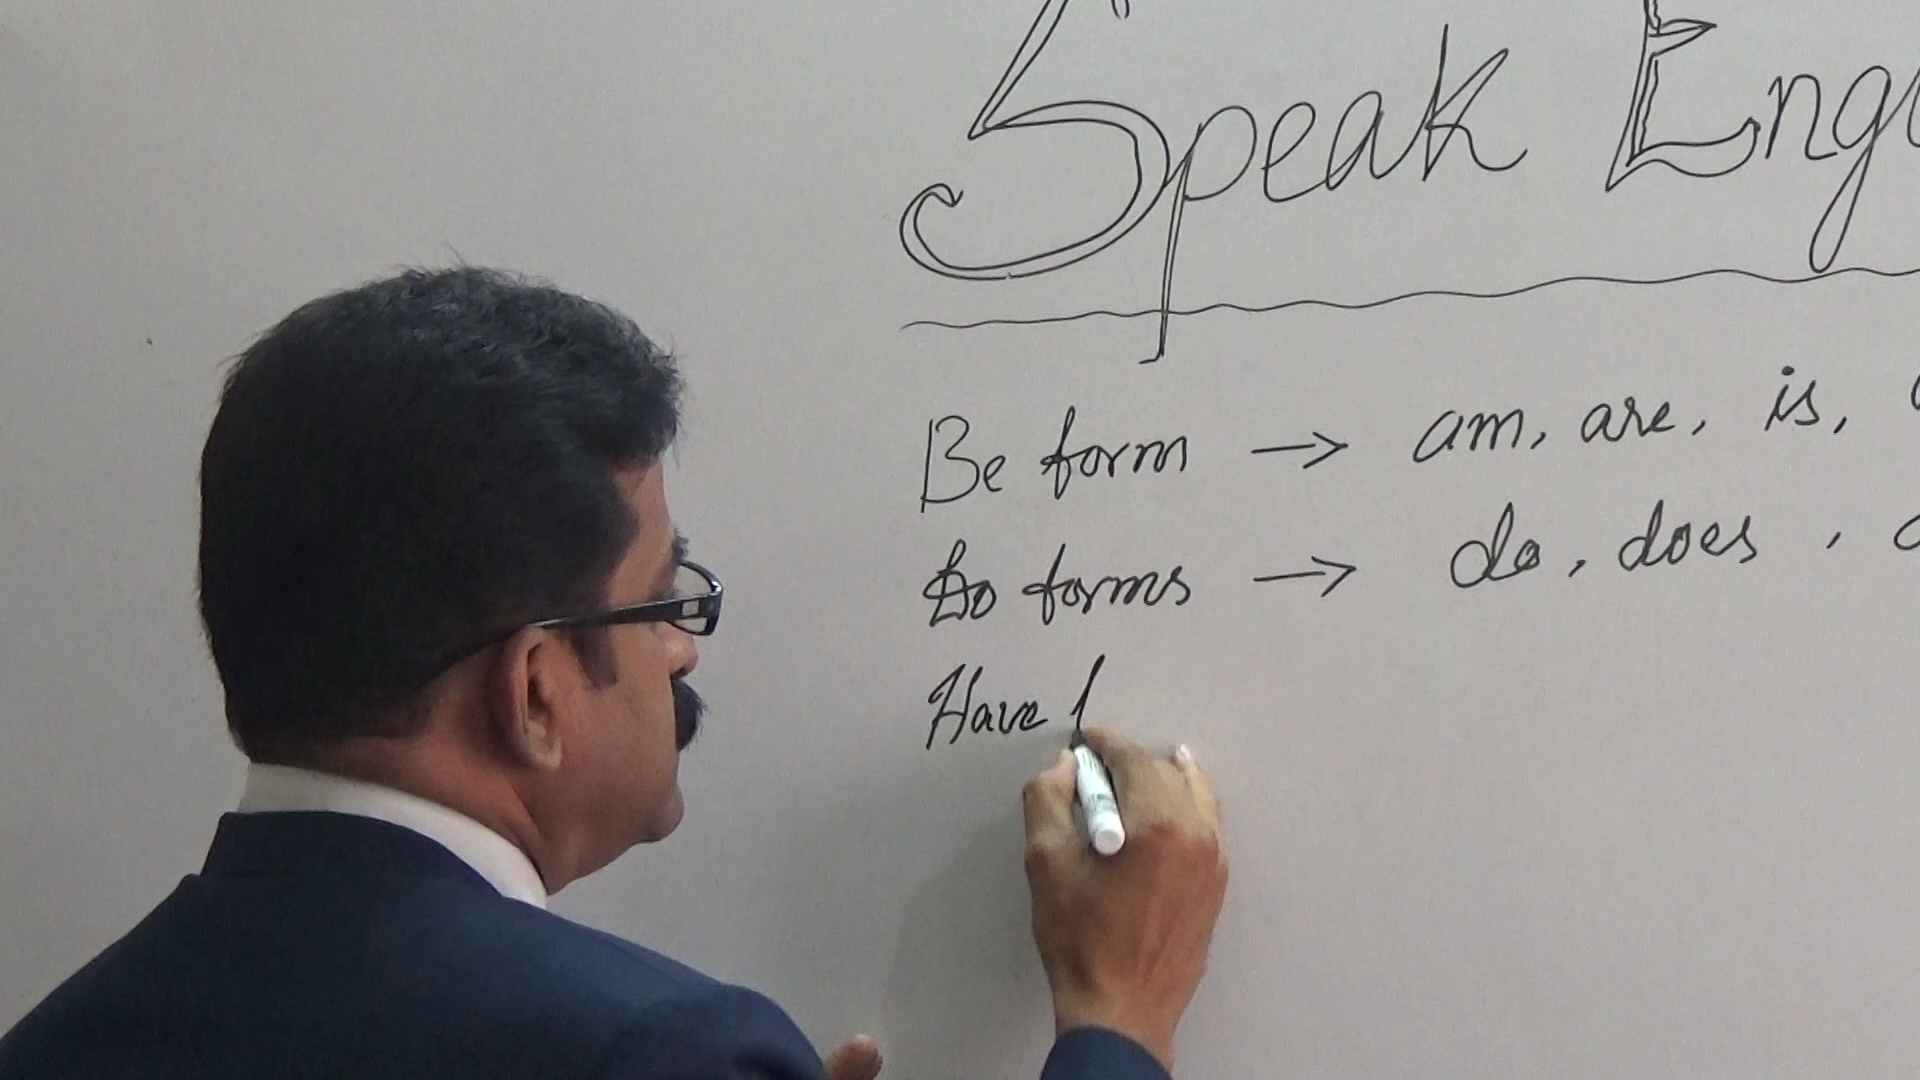 Speak Eng
Be form → am, are, is,
Do forms → do, does ,
Have